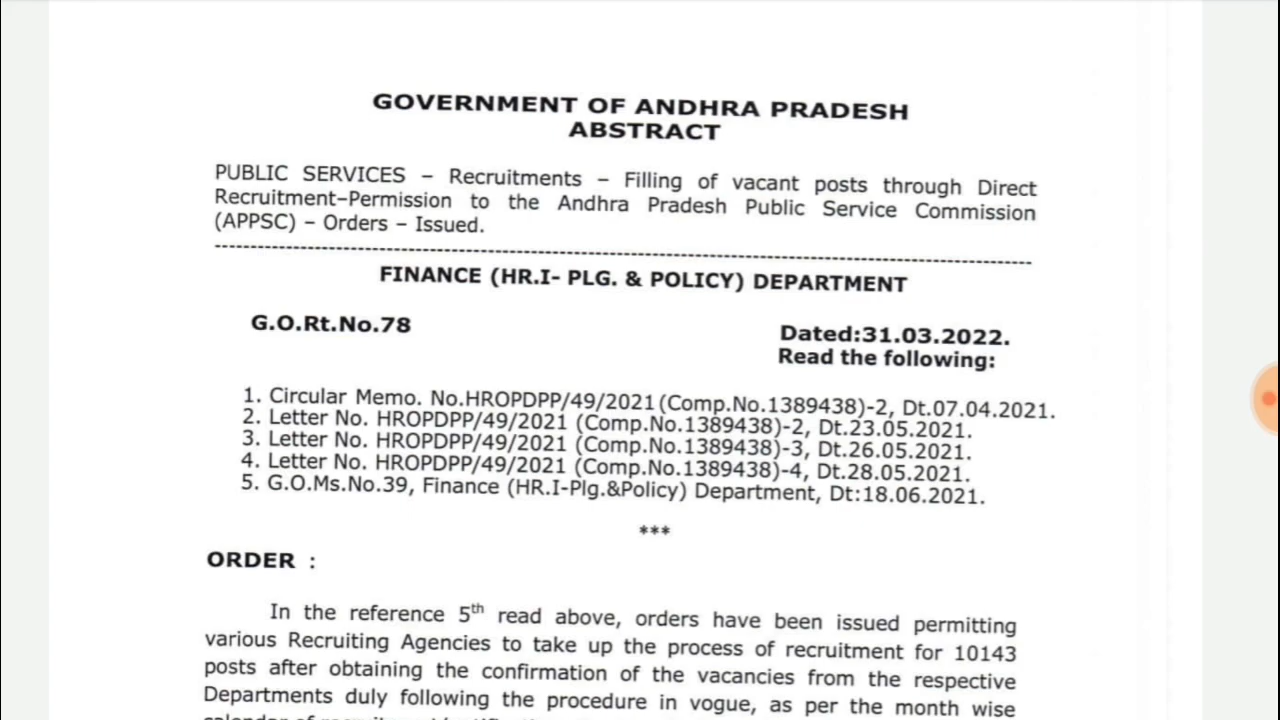 GOVERNMENT OF ANDHRA PRADESH
ABSTRACT
PUBLIC SERVICES – Recruitments – Filling of vacant posts through Direct
Recruitment–Permission to the Andhra Pradesh Public Service Commission
(APPSC) – Orders – Issued.
FINANCE (HR.I- PLG. & POLICY) DEPARTMENT
G.O.Rt.No.78
Dated:31.03.2022.
Read the following:
1. Circular Memo. No.HROPDPP/49/2021(Comp.No.1389438)-2, Dt.07.04.2021.
2. Letter No. HROPDPP/49/2021 (Comp.No.1389438)-2, Dt.23.05.2021.
3. Letter No. HROPDPP/49/2021 (Comp.No.1389438)-3, Dt.26.05.2021.
4. Letter No. HROPDPP/49/2021 (Comp.No.1389438)-4, Dt.28.05.2021.
5. G.O.Ms.No.39, Finance (HR.I-Plg.&Policy) Department, Dt:18.06.2021.
***
ORDER :
In the reference 5th read above, orders have been issued permitting
various Recruiting Agencies to take up the process of recruitment for 10143
posts after obtaining the confirmation of the vacancies from the respective
Departments duly following the procedure in vogue, as per the month wise